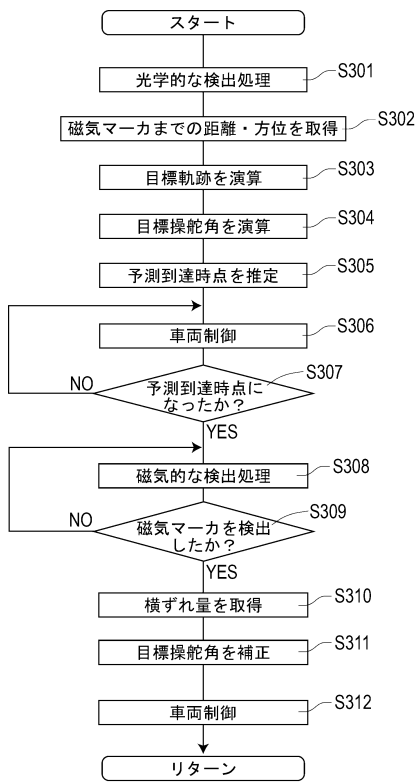 スタート
光学的な検出処理
S301
磁気マーカまでの距離・方位を取得
S302
目標軌跡を演算
S303
目標操舵角を演算
S304
予測到達時点を推定
S305
車両制御
S306
予測到達時点に
なったか？
S307
NO
YES
磁気的な検出処理
S308
磁気マーカを検出
したか？
S309
NO
YES
横ずれ量を取得
S310
目標操舵角を補正
S311
車両制御
S312
リターン